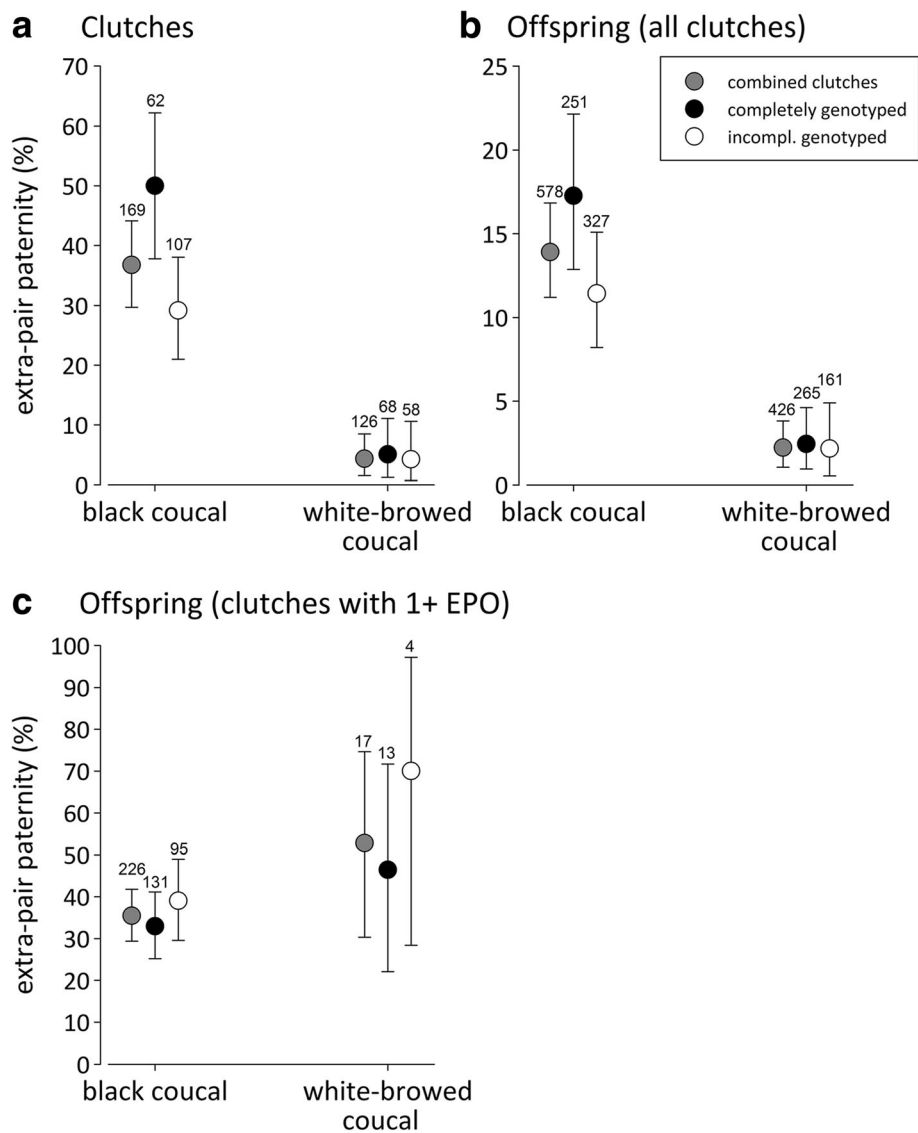 a Clutches
70
60
50
40
30
20
10
0
extra-pair paternity (%)
169
62
107
126
68
58
black coucal
white-browed
coucal
b Offspring (all clutches)
25
20
15
10
5
0
578
251
327
426
265
161
black coucal
white-browed
coucal
combined clutches
completely genotyped
incompl. genotyped
c Offspring (clutches with 1+ EPO)
100
90
80
70
60
50
40
30
20
10
0
extra-pair paternity (%)
226
131
95
17
13
4
black coucal
white-browed
coucal